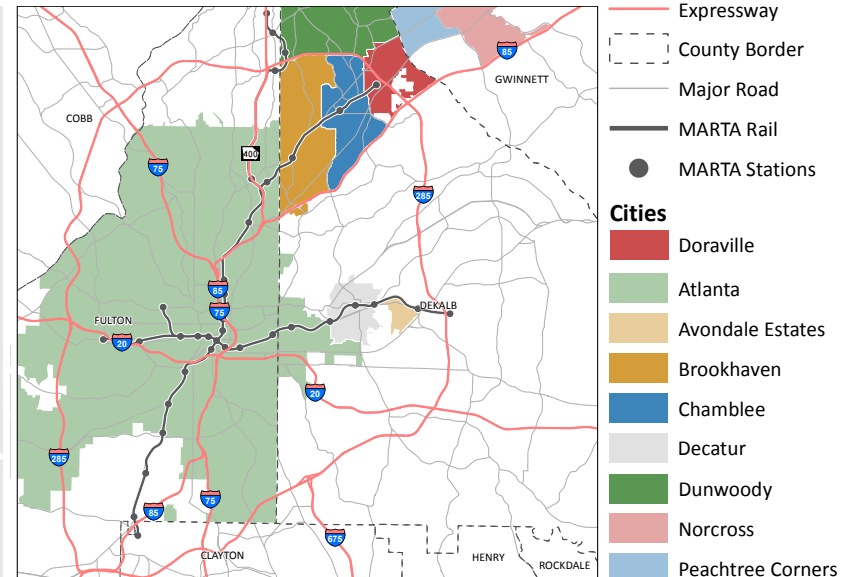 Expressway
County Border
Major Road
MARTA Rail
MARTA Stations
Cities
Doraville
Atlanta
Avondale Estates
Brookhaven
Chamblee
Decatur
Dunwoody
Norcross
Peachtree Corners
85
GWINNETT
COBB
400
75
285
85
75
DEKALB
FULTON
20
20
285
85
75
675
CLAYTON
HENRY
ROCKDALE